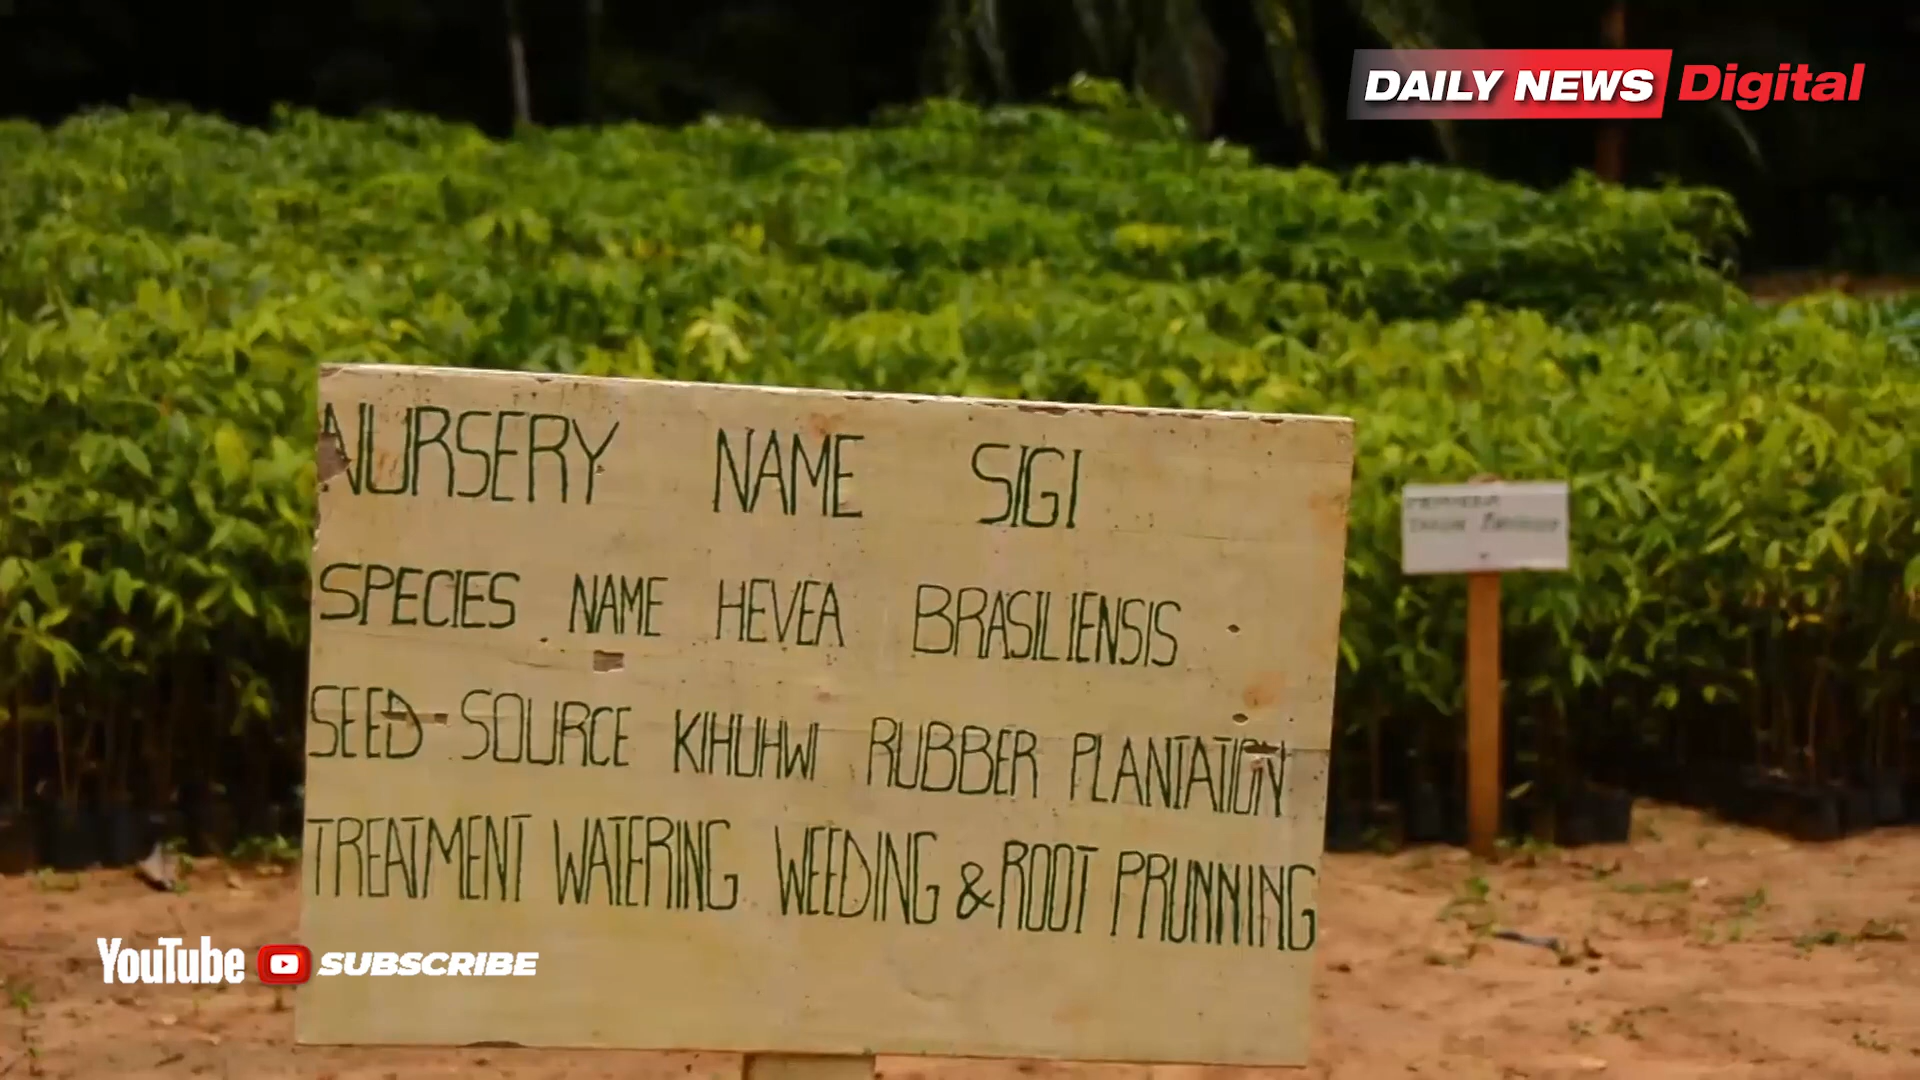 DAILY NEWS Digital
NURSERY NAME SIGI
SPECIES NAME HEVEA BRASILIENSIS
SEED SOURCE KIHUHWI RUBBER PLANTATION
TREATMENT WATERING WEEDING & ROOT PRUNNING
YouTube SUBSCRIBE